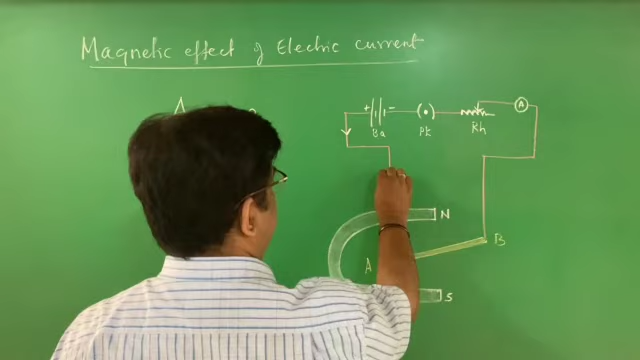 Magnetic effect of Electric current
A
+ -
Ba
Pk
Rh
A
N
A
B
S